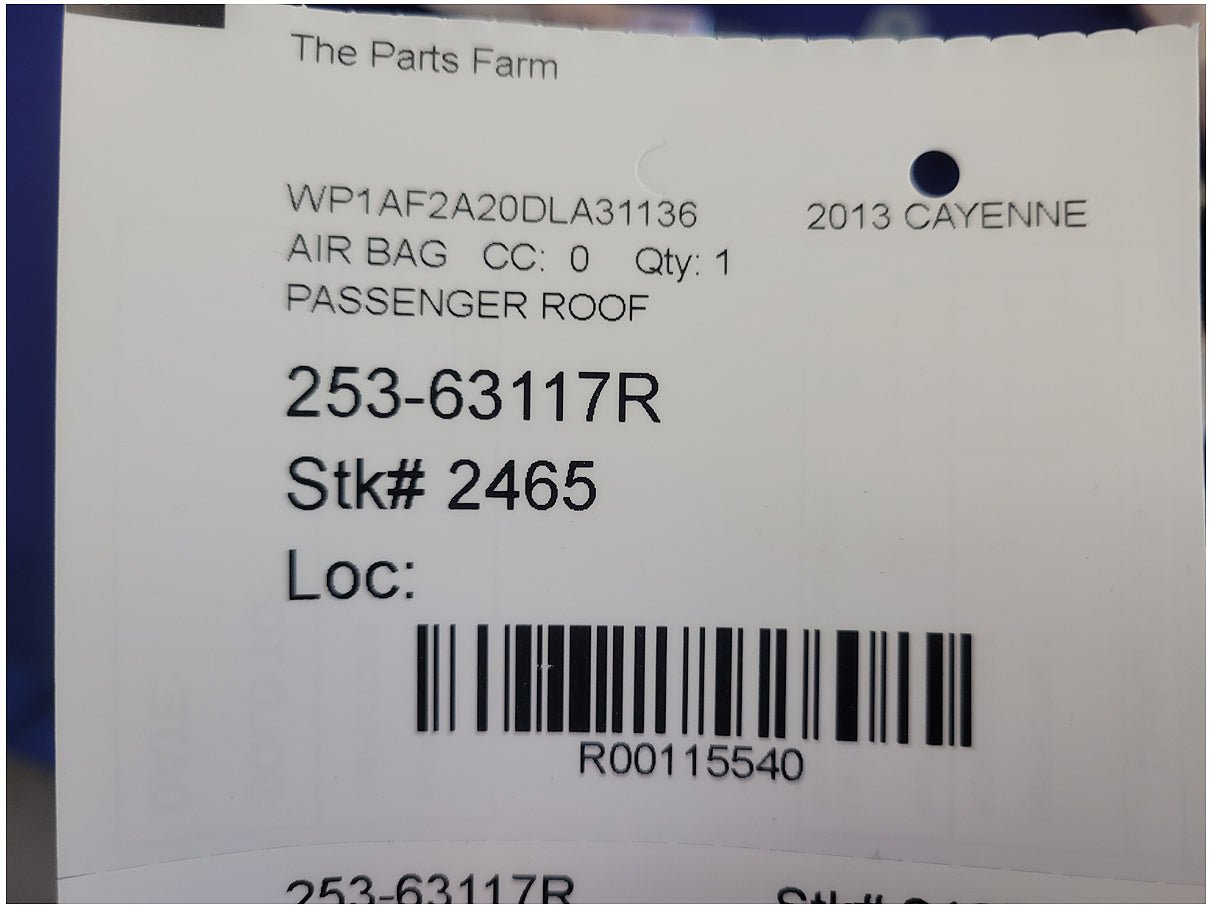 The Parts Farm
WP1AF2A20DLA31136 2013 CAYENNE
AIR BAG CC: 0 Qty: 1
PASSENGER ROOF
253-63117R
Stk# 2465
Loc:
R00115540
253-63117R Stk#